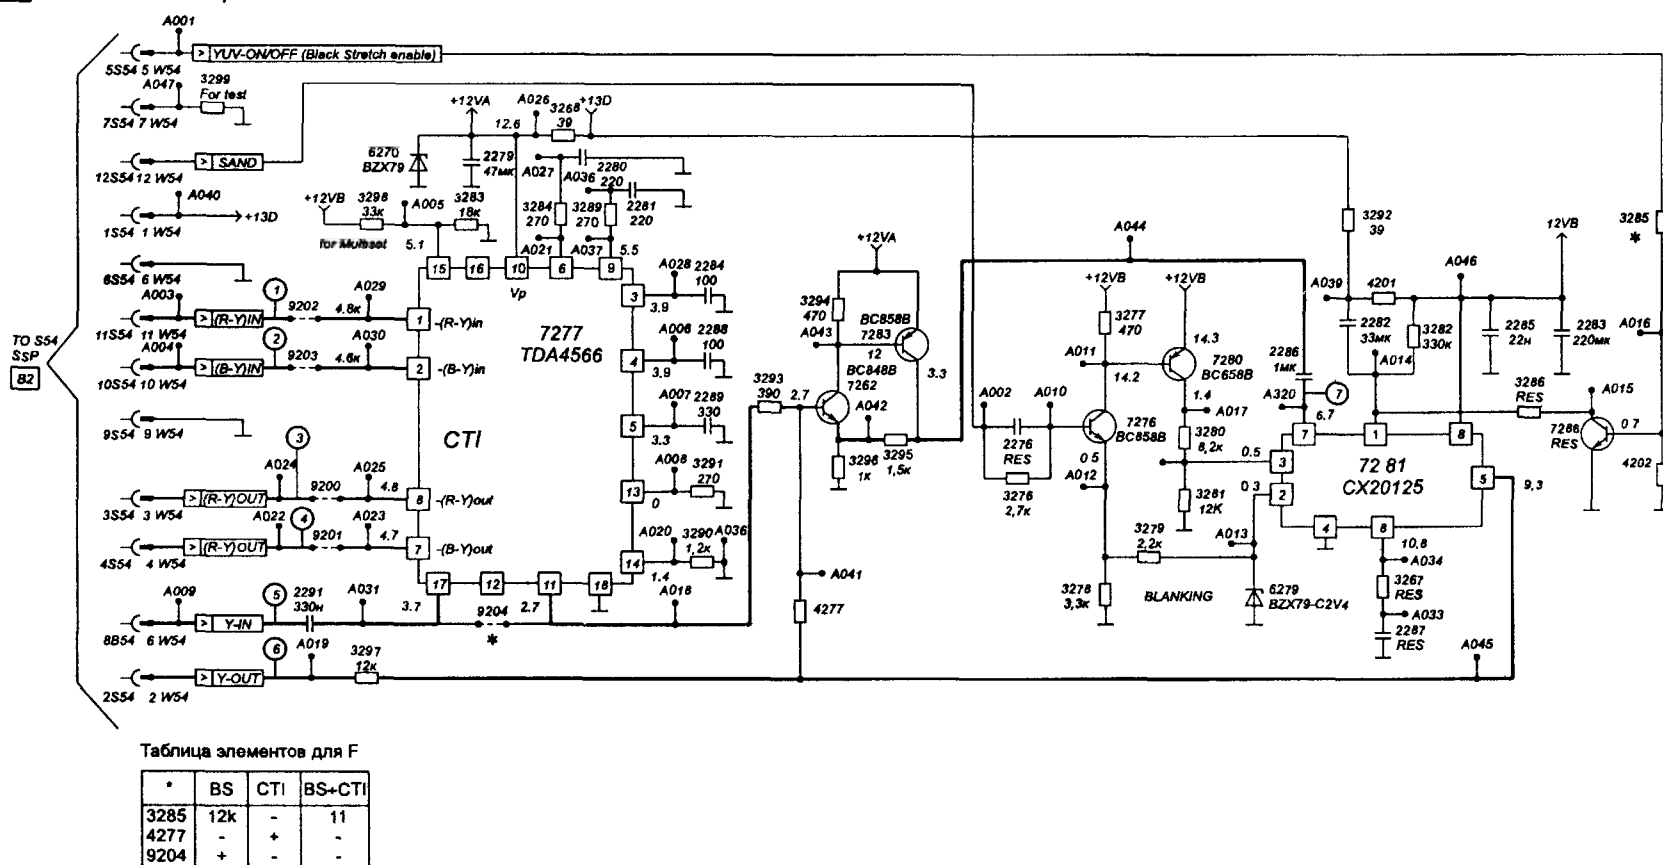 A001
YUV-ON/OFF (Black Stretch enable)
5S54 5 W54
A047
3299
For test
7S54 7 W54
SAND
12S54 12 W54
A040
+13D
1S54 1 W54
6S54 6 W54
A003
(R-Y)IN
1
9202
4.8к
A029
11S54 11 W54
A004
(B-Y)IN
2
9203
4.6к
A030
10S54 10 W54
TO S54
SSP
B2
9S54 9 W54
3
A024
A025
9200
4.8
(R-Y)OUT
3S54 3 W54
A022
4
9201
A023
4.7
(R-Y)OUT
4S54 4 W54
A009
5
2291
330н
A031
3.7
Y-IN
8B54 6 W54
6
A019
3297
12к
Y-OUT
2S54 2 W54
+12VA
12.6
A026
3268
39
+13D
6270
BZX79
2279
47мк
A027
A036
2280
220
2281
220
+12VB
3298
33к
A005
3283
18к
for Multiset
5.1
3284
270
3289
270
A021
A037
5.5
15
16
10
6
9
Vp
1
-(R-Y)in
2
-(B-Y)in
7277
TDA4566
CTI
8
-(R-Y)out
7
-(B-Y)out
17
12
11
18
9204
*
2.7
3
3.9
A028
2284
100
4
3.9
A006
2288
100
5
3.3
A007
2289
330
13
0
A008
3291
270
14
1.4
A020
3290
1,2к
A036
A018
3293
390
2.7
+12VA
3294
470
A043
BC858B
7283
12
BC848B
7262
3.3
A042
3296
1к
3295
1,5к
A041
4277
A002
A010
2276
RES
3276
2,7к
A044
+12VB
+12VB
3277
470
A011
14.3
14.2
7280
BC658B
1.4
A017
7276
BC858B
3280
8,2к
0.5
A012
3281
12K
3279
2,2к
3278
3,3к
BLANKING
A013
6279
BZX79-C2V4
0.5
0.3
2286
1мк
A320
7
6.7
3292
39
A039
4201
A046
12VB
2282
33мк
A014
3282
330к
2285
22н
2283
220мк
3285
*
A016
3286
RES
A015
7286
RES
0 7
4202
7
1
8
3
2
4
6
5
72 81
CX20125
9,3
10,8
A034
3267
RES
A033
2287
RES
A045
Таблица элементов для F
* BS CTI BS+CTI
3285 12k - 11
4277 - + -
9204 + - -